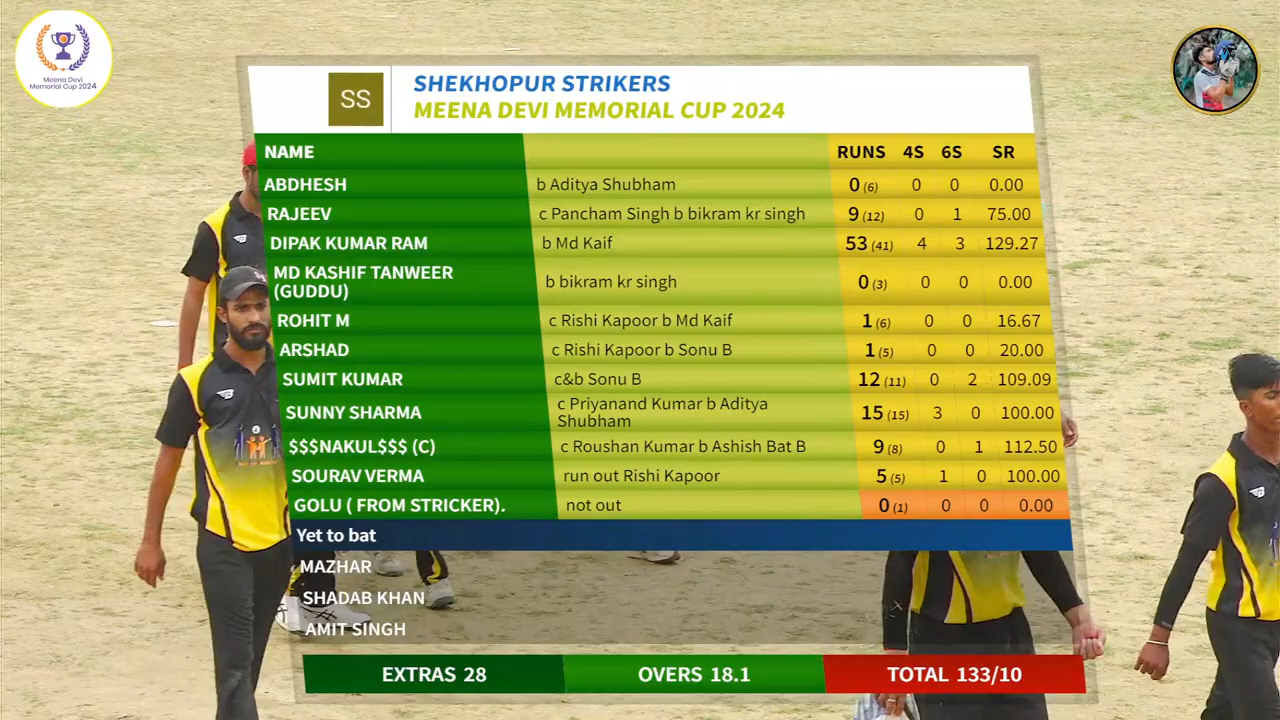 Meena Devi
Memorial Cup 2024
SS
SHEKHOPUR STRIKERS
MEENA DEVI MEMORIAL CUP 2024
NAME RUNS 4S 6S SR
ABDHESH b Aditya Shubham 0 (6) 0 0 0.00
RAJEEV c Pancham Singh b bikram kr singh 9 (12) 0 1 75.00
DIPAK KUMAR RAM b Md Kaif 53 (41) 4 3 129.27
MD KASHIF TANWEER
(GUDDU) b bikram kr singh 0 (3) 0 0 0.00
ROHIT M c Rishi Kapoor b Md Kaif 1 (6) 0 0 16.67
ARSHAD c Rishi Kapoor b Sonu B 1 (5) 0 0 20.00
SUMIT KUMAR c&b Sonu B 12 (11) 0 2 109.09
SUNNY SHARMA c Priyanand Kumar b Aditya
Shubham 15 (15) 3 0 100.00
$$$NAKUL$$$ (C) c Roushan Kumar b Ashish Bat B 9 (8) 0 1 112.50
SOURAV VERMA run out Rishi Kapoor 5 (5) 1 0 100.00
GOLU ( FROM STRICKER). not out 0 (1) 0 0 0.00
Yet to bat
MAZHAR
SHADAB KHAN
AMIT SINGH
EXTRAS 28 OVERS 18.1 TOTAL 133/10